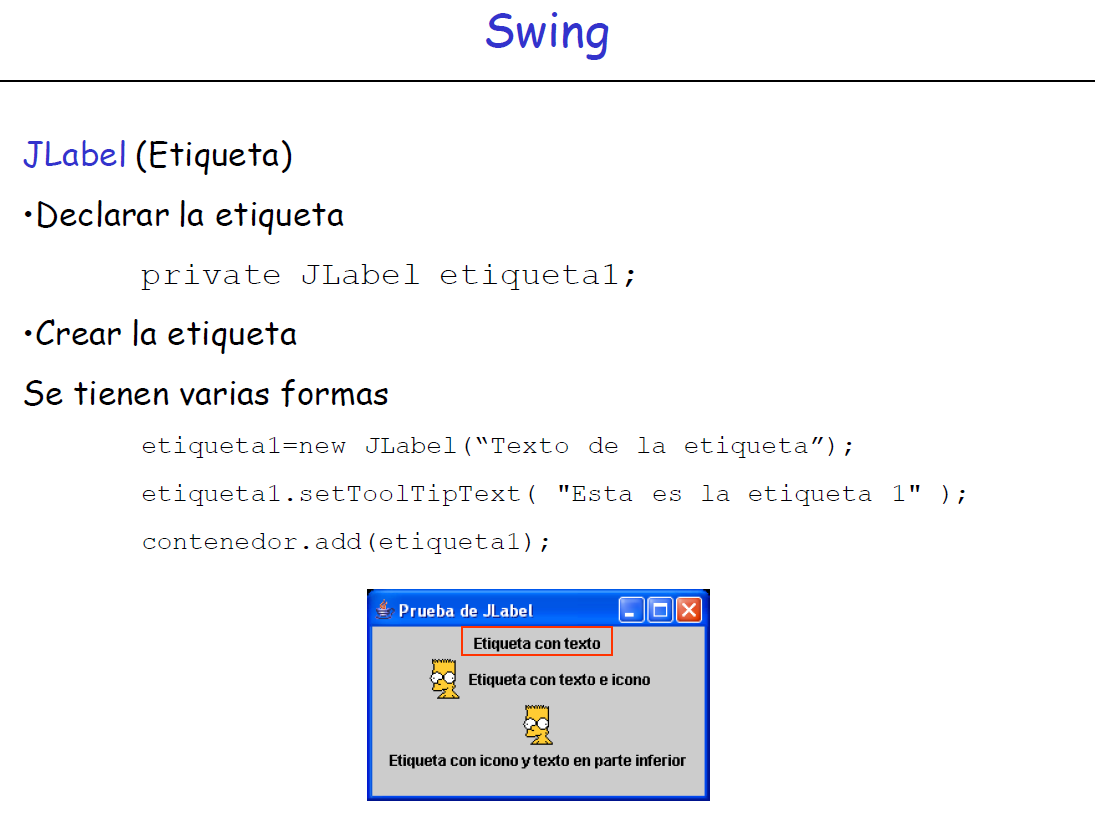 Swing
JLabel (Etiqueta)
•Declarar la etiqueta
private JLabel etiqueta1;
•Crear la etiqueta
Se tienen varias formas
etiqueta1=new JLabel(“Texto de la etiqueta”);
etiqueta1.setToolTipText( "Esta es la etiqueta 1" );
contenedor.add(etiqueta1);
Prueba de JLabel
Etiqueta con texto
Etiqueta con texto e icono
Etiqueta con icono y texto en parte inferior